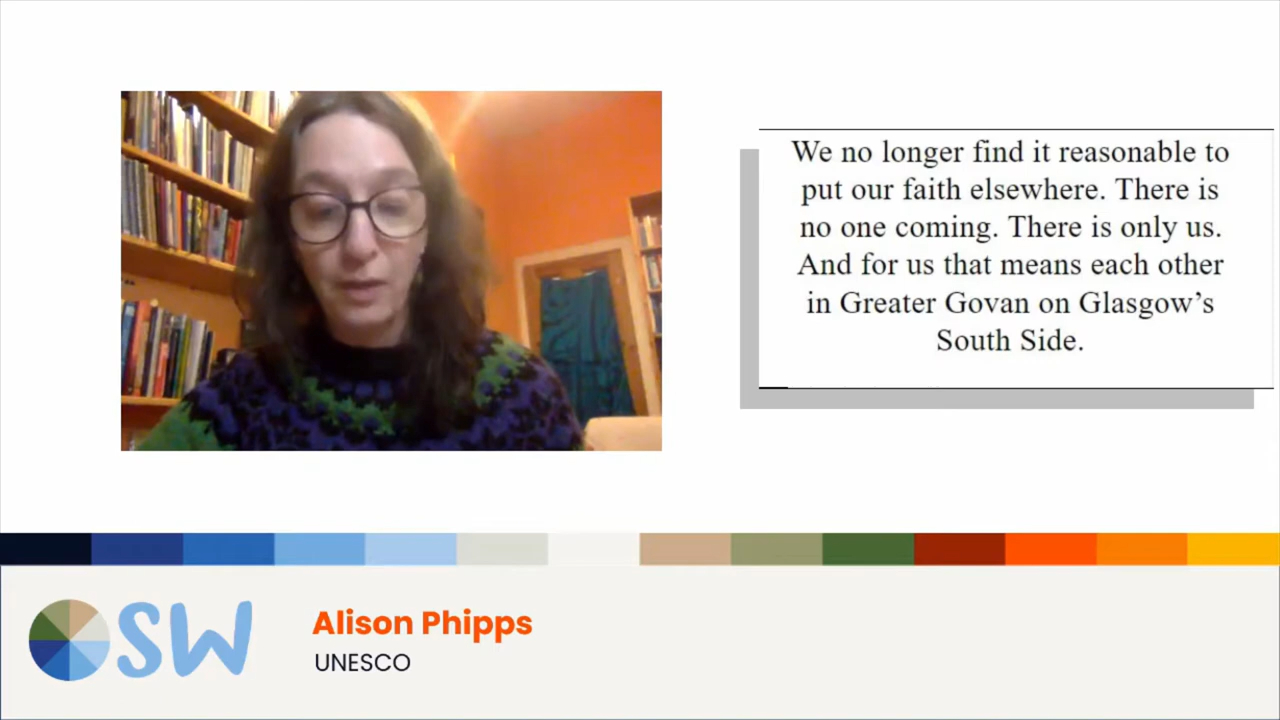 We no longer find it reasonable to
put our faith elsewhere. There is
no one coming. There is only us.
And for us that means each other
in Greater Govan on Glasgow’s
South Side.
SW
Alison Phipps
UNESCO